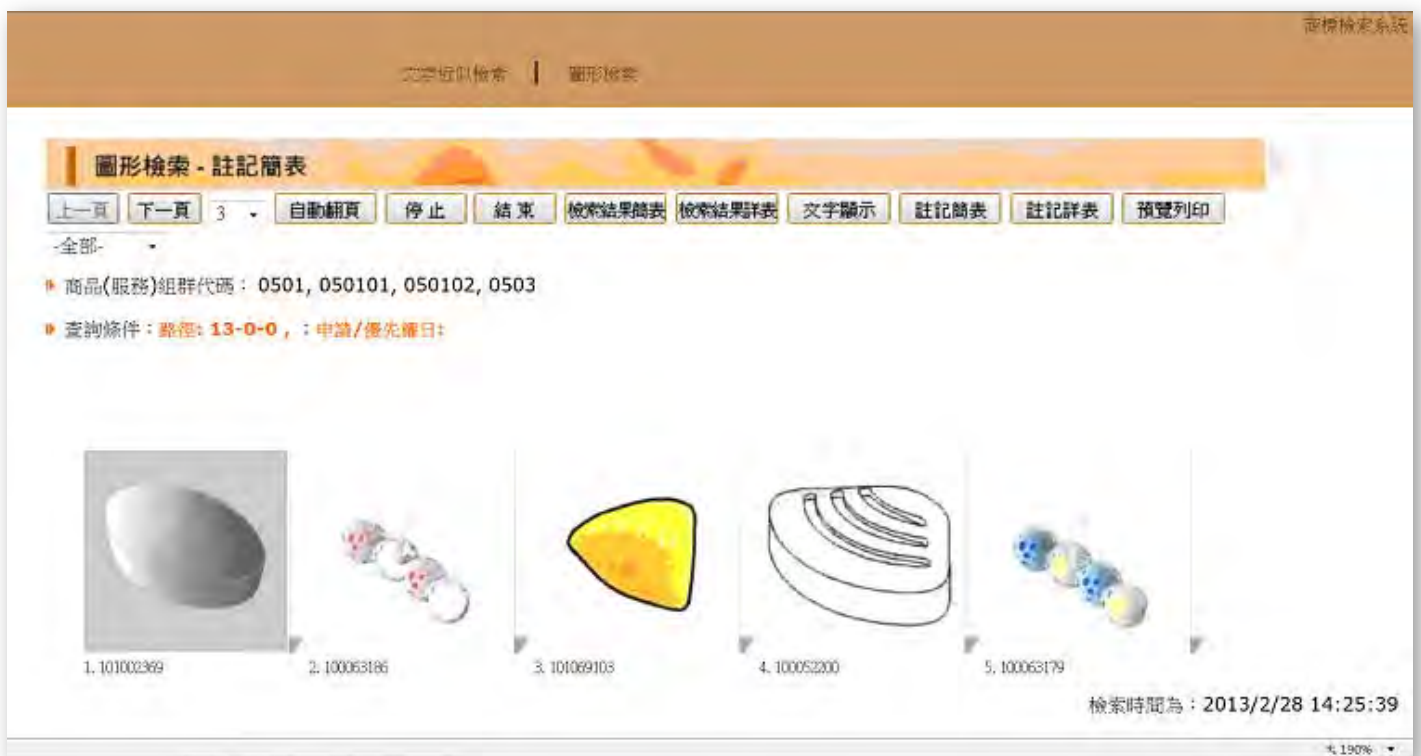 商標檢索系統
文字近似檢索 | 圖形檢索
圖形檢索 - 註記簡表
上一頁 下一頁 3 自動翻頁 停止 結束 檢索結果簡表 檢索結果詳表 文字顯示 註記簡表 註記詳表 預覽列印
-全部-
商品(服務)組群代碼：0501, 050101, 050102, 0503
查詢條件：路徑: 13-0-0 , ：申請/優先權日:
1. 101002369 2. 100063186 3. 101069103 4. 100052200 5. 100063179
檢索時間為：2013/2/28 14:25:39
190%